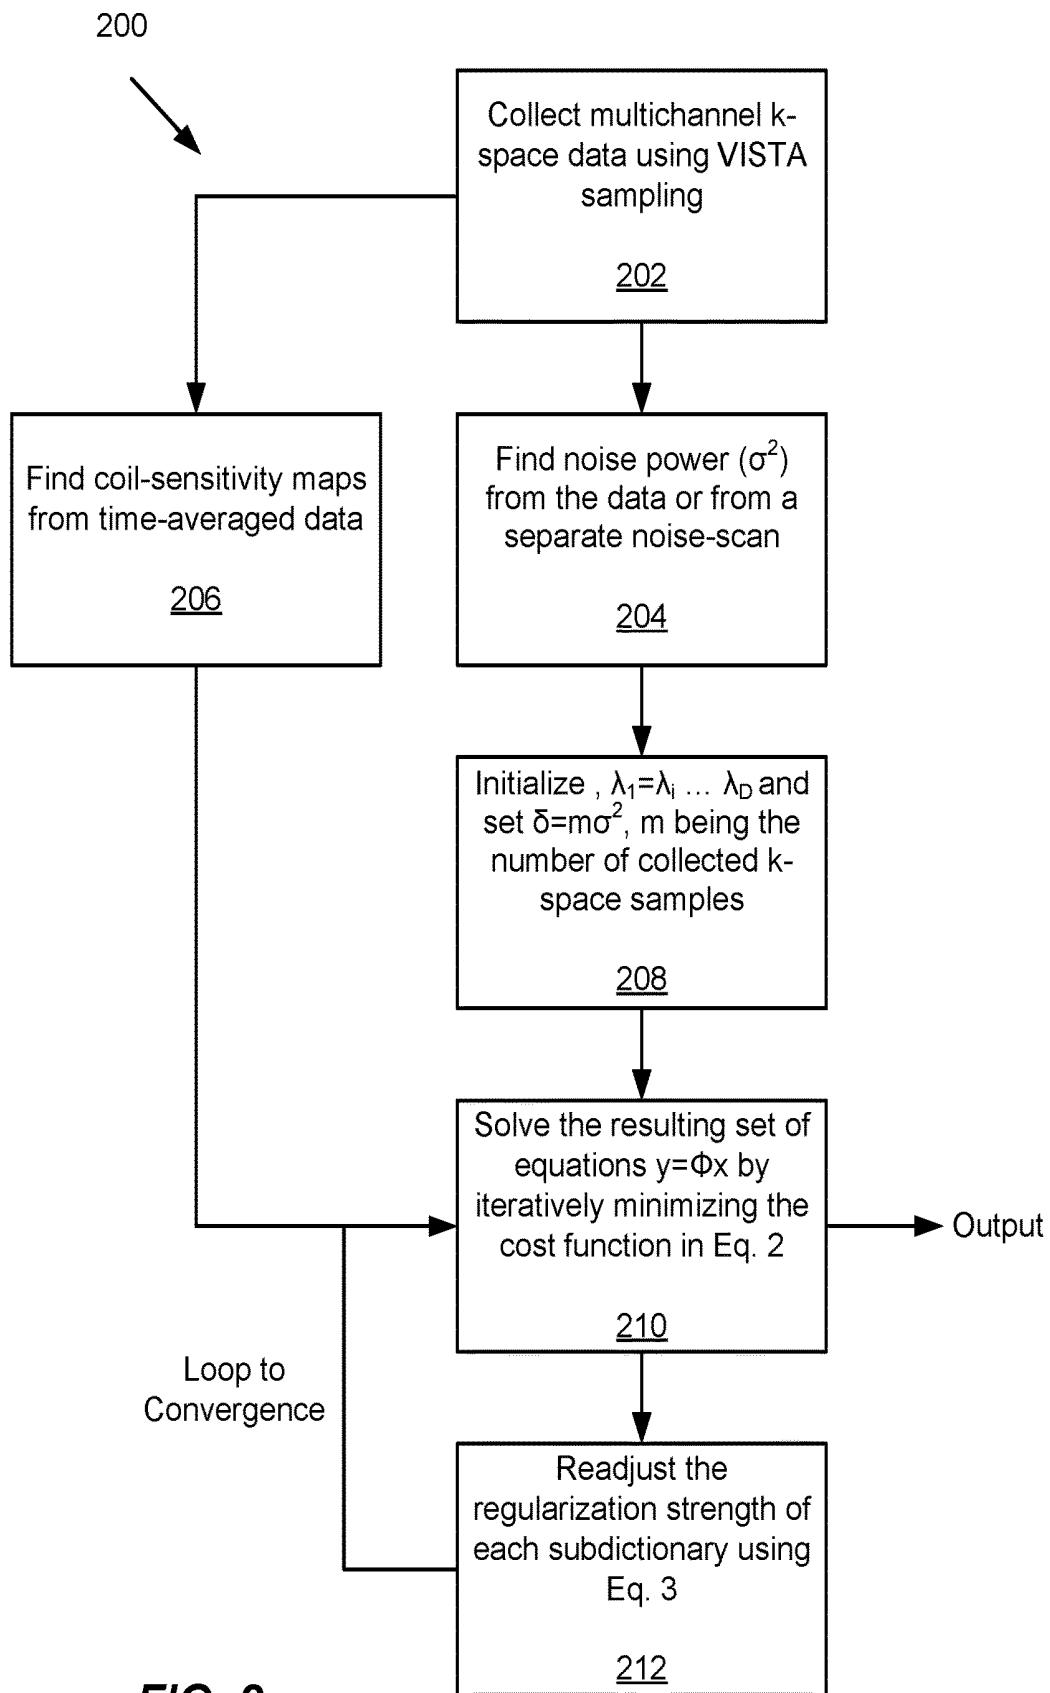 200
Collect multichannel k-
space data using VISTA
sampling
202
Find coil-sensitivity maps
from time-averaged data
206
Find noise power (σ²)
from the data or from a
separate noise-scan
204
Initialize , λ₁=λᵢ ... λ_D and
set δ=mσ², m being the
number of collected k-
space samples
208
Solve the resulting set of
equations y=Φx by
iteratively minimizing the
cost function in Eq. 2
210
Output
Loop to
Convergence
Readjust the
regularization strength of
each subdictionary using
Eq. 3
212